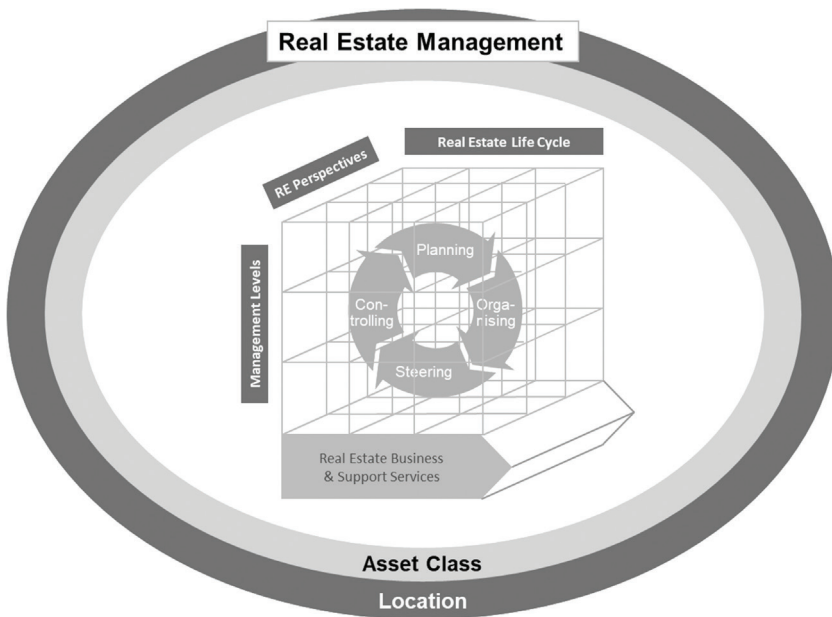 Real Estate Management
Real Estate Life Cycle
RE Perspectives
Management Levels
Planning
Con-
trolling
Orga-
nising
Steering
Real Estate Business
& Support Services
Asset Class
Location